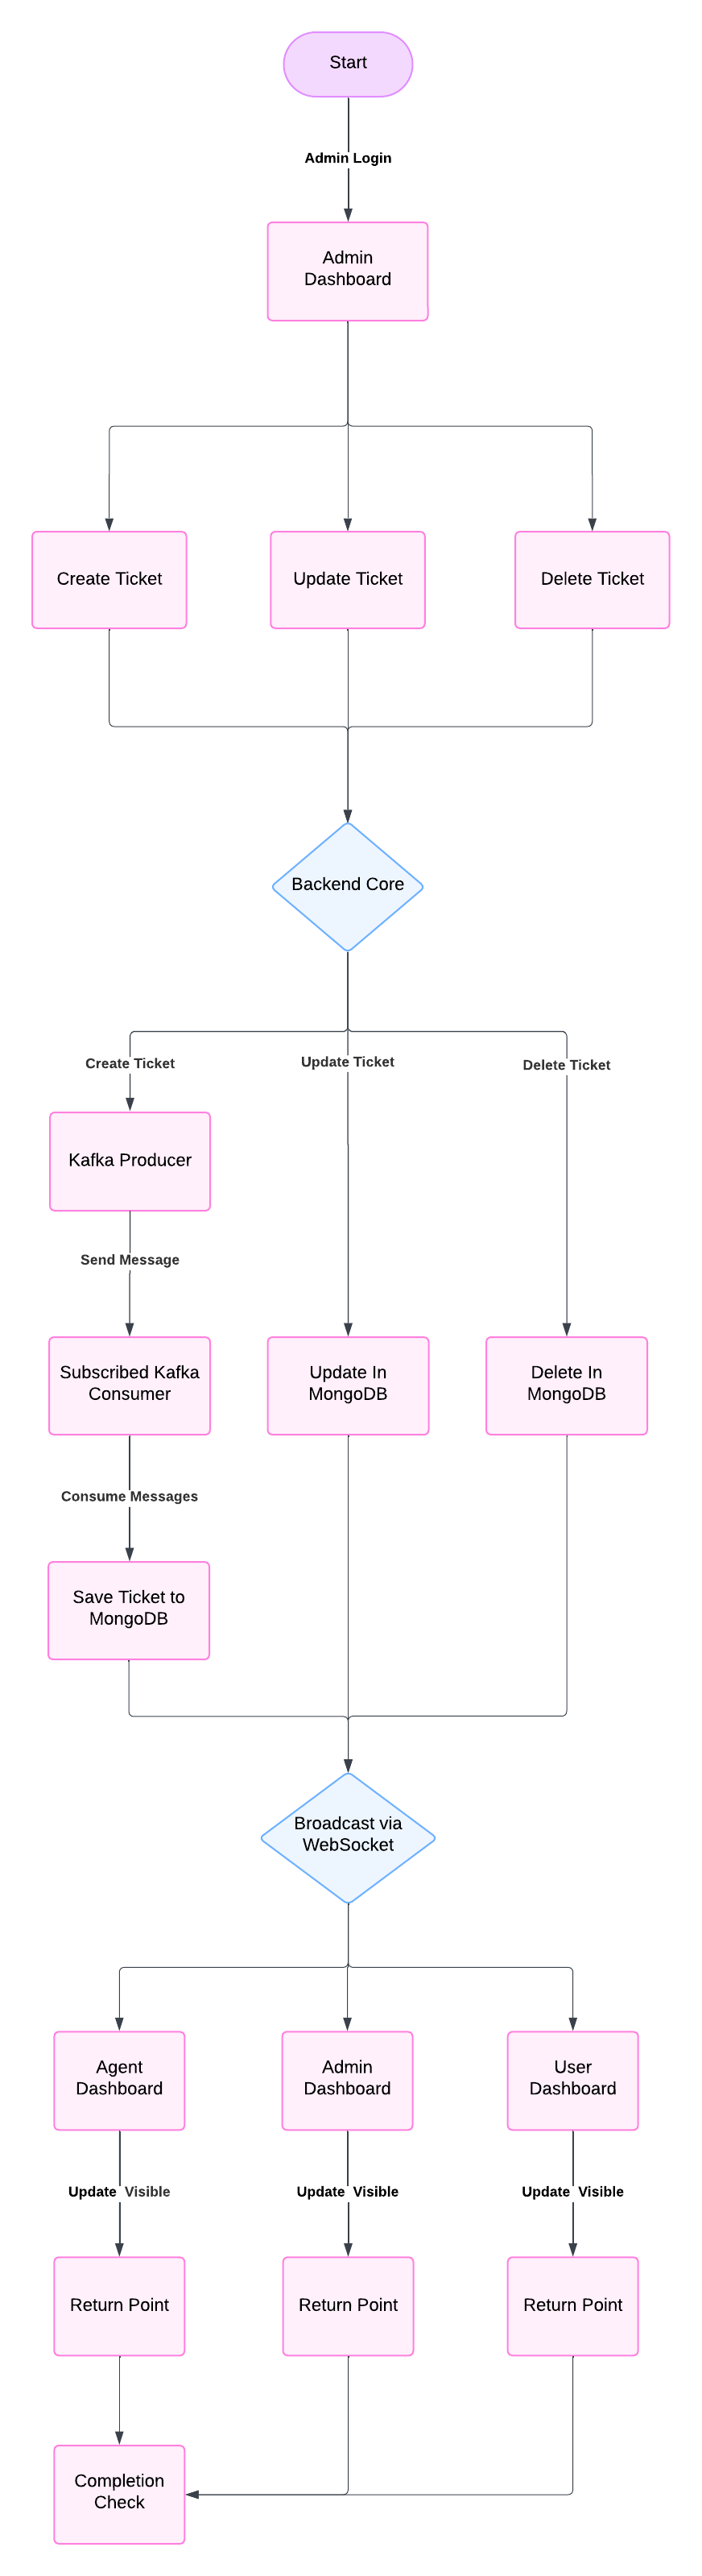 Start
Admin Login
Admin
Dashboard
Create Ticket
Update Ticket
Delete Ticket
Backend Core
Create Ticket
Update Ticket
Delete Ticket
Kafka Producer
Send Message
Subscribed Kafka
Consumer
Update In
MongoDB
Delete In
MongoDB
Consume Messages
Save Ticket to
MongoDB
Broadcast via
WebSocket
Agent
Dashboard
Admin
Dashboard
User
Dashboard
Update Visible
Update Visible
Update Visible
Return Point
Return Point
Return Point
Completion
Check